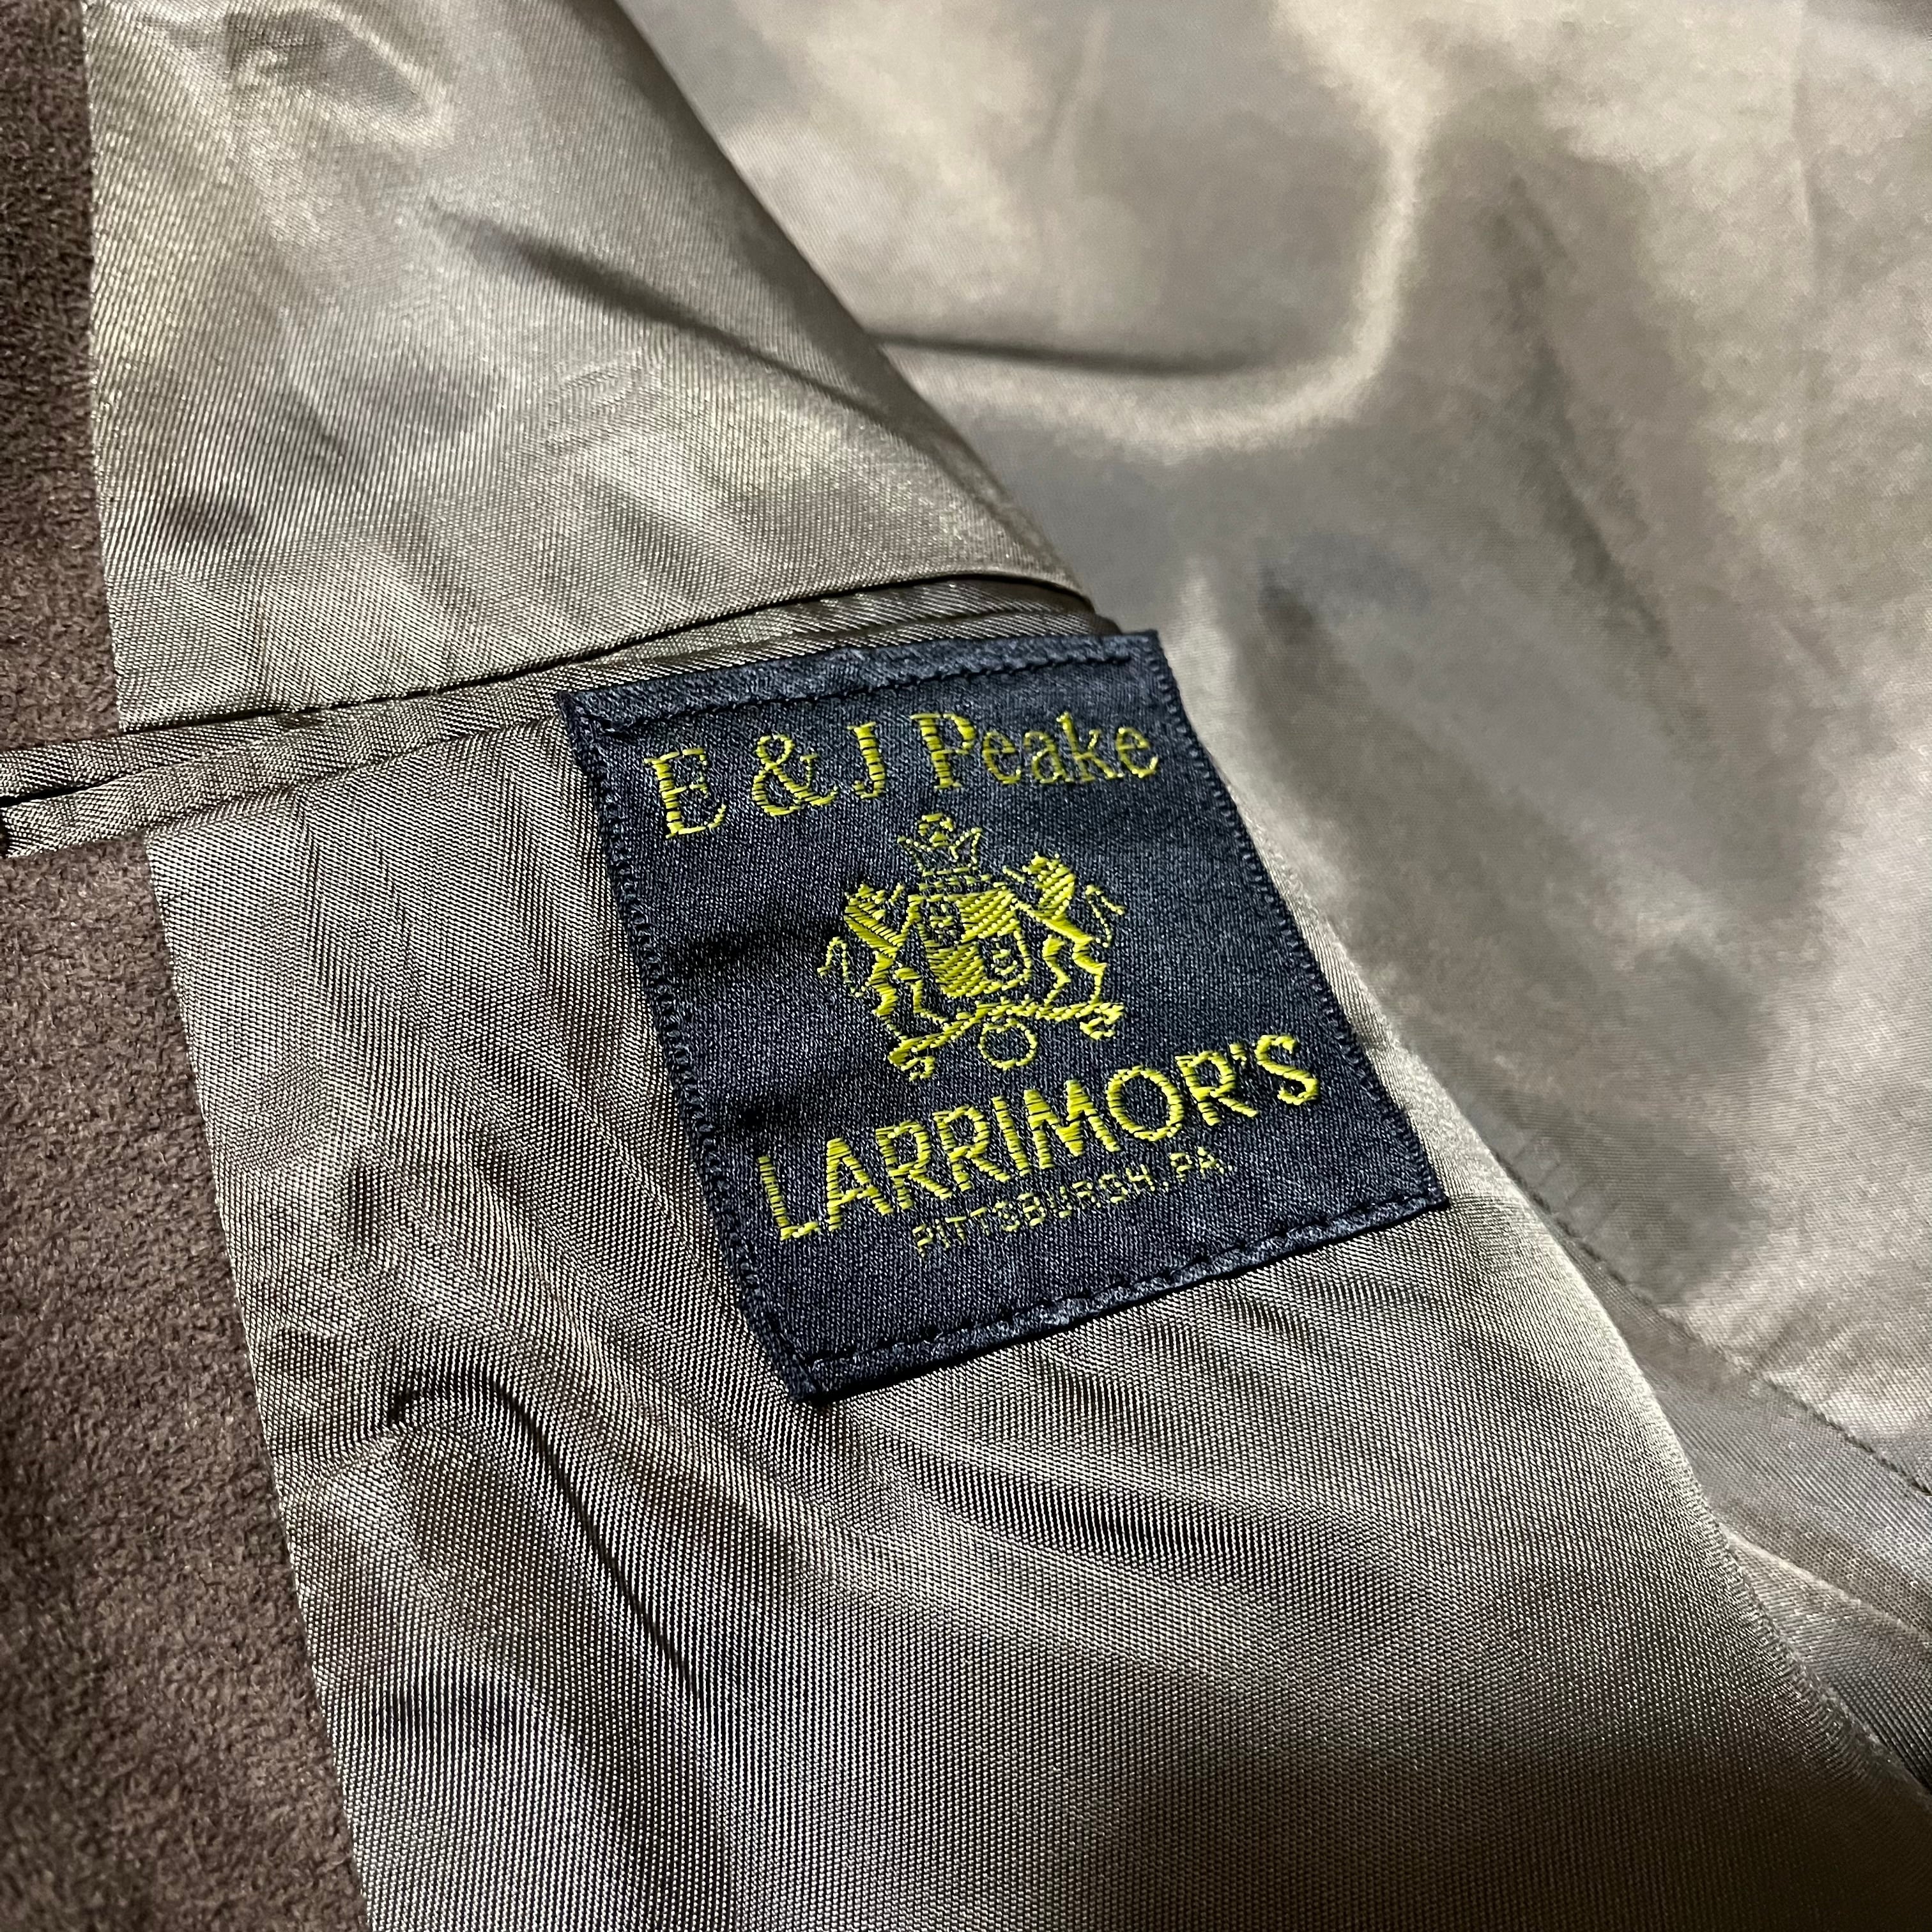 E & J Peake
LARRIMOR'S
PITTSBURGH, PA.